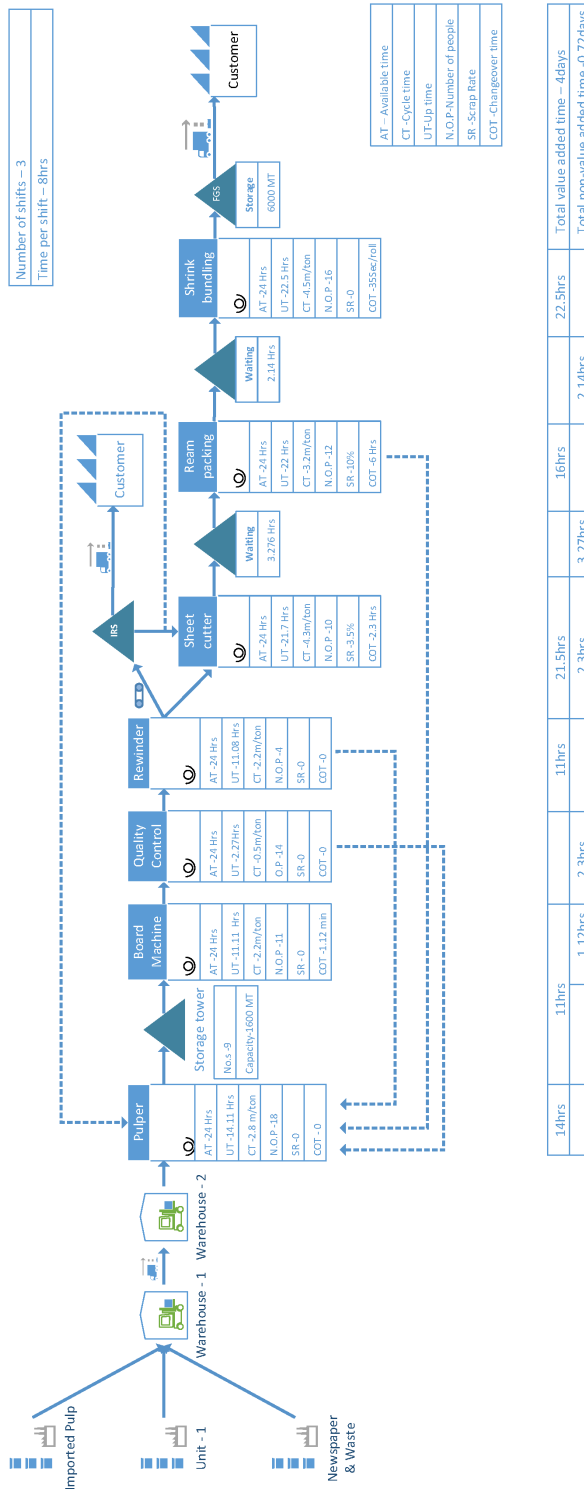 Number of shifts – 3
Time per shift – 8hrs
Imported Pulp
Unit - 1
Newspaper
& Waste
Warehouse - 1
Warehouse - 2
Pulper
AT -24 Hrs
UT -14.11 Hrs
CT -2.8 m/ton
N.O.P -18
SR-0
COT - 0
Storage tower
No.s -9
Capacity-1600 MT
Board
Machine
AT -24 Hrs
UT -11.11 Hrs
CT -2.2m/ton
N.O.P -11
SR - 0
COT -1.12 min
Quality
Control
AT -24 Hrs
UT -2.27Hrs
CT -0.5m/ton
O.P -14
SR -0
COT -0
Rewinder
AT -24 Hrs
UT -11.08 Hrs
CT -2.2m/ton
N.O.P -4
SR -0
COT -0
IRS
Customer
Sheet
cutter
AT -24 Hrs
UT -21.7 Hrs
CT -4.3m/ton
N.O.P -10
SR -3.5%
COT -2.3 Hrs
Waiting
3.276 Hrs
Ream
packing
AT -24 Hrs
UT -22 Hrs
CT -3.2m/ton
N.O.P -12
SR -10%
COT -6 Hrs
Waiting
2.14 Hrs
Shrink
bundling
AT -24 Hrs
UT -22.5 Hrs
CT -4.5m/ton
N.O.P -16
SR -0
COT -35Sec/roll
FGS
Storage
6000 MT
Customer
AT – Available time
CT -Cycle time
UT-Up time
N.O.P-Number of people
SR -Scrap Rate
COT -Changeover time
14hrs 11hrs 11hrs 21.5hrs 16hrs 22.5hrs Total value added time – 4days
1.12hrs 2.3hrs 2.3hrs 3.27hrs 2.14hrs Total non-value added time -0.72days